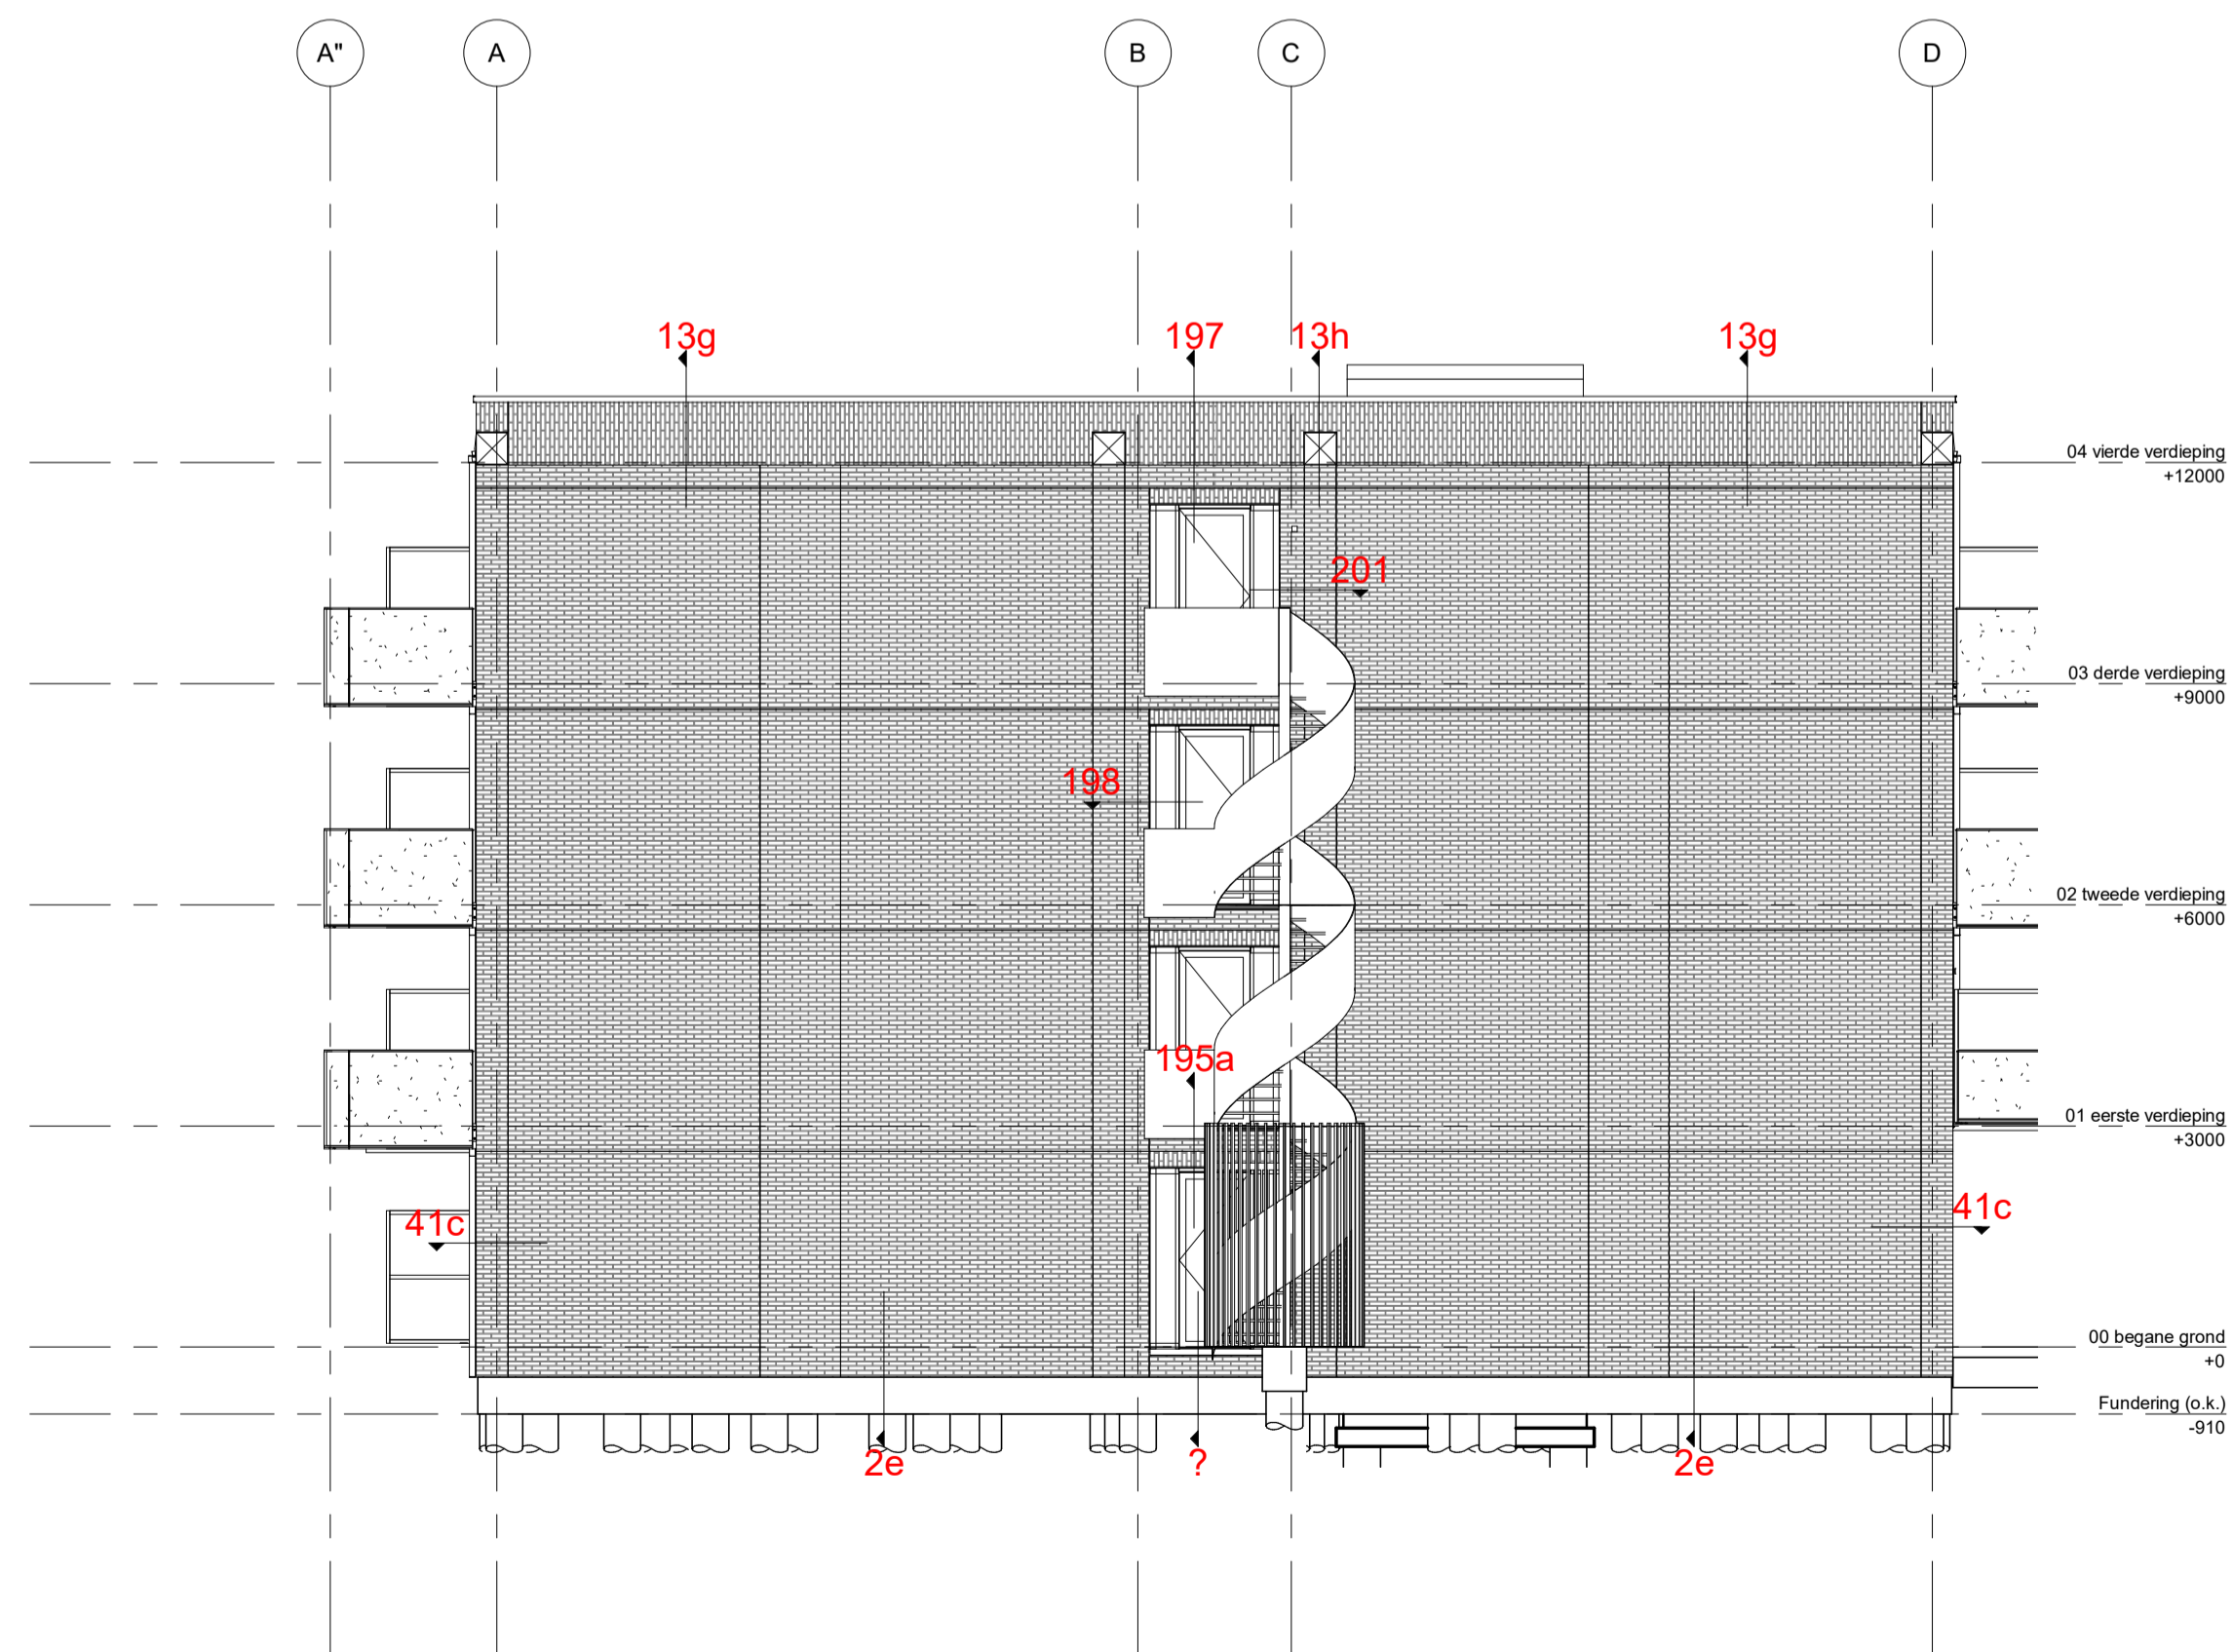 A" A B C D
13g 197 13h 13g
04 vierde verdieping
+12000
201
03 derde verdieping
+9000
198
02 tweede verdieping
+6000
195a
01 eerste verdieping
+3000
41c 41c
00 begane grond
+0
Fundering (o.k.)
-910
2e ? 2e